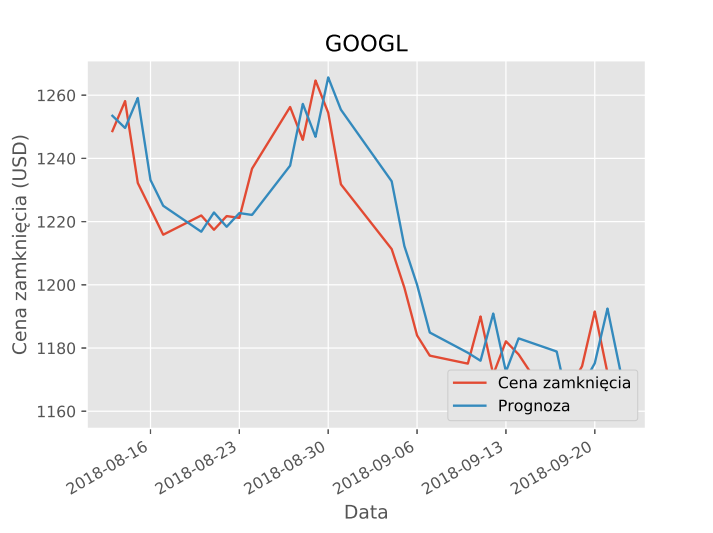 GOOGL
Cena zamknięcia (USD)
1260
1240
1220
1200
1180
1160
Cena zamknięcia
Prognoza
2018-08-16
2018-08-23
2018-08-30
2018-09-06
2018-09-13
2018-09-20
Data